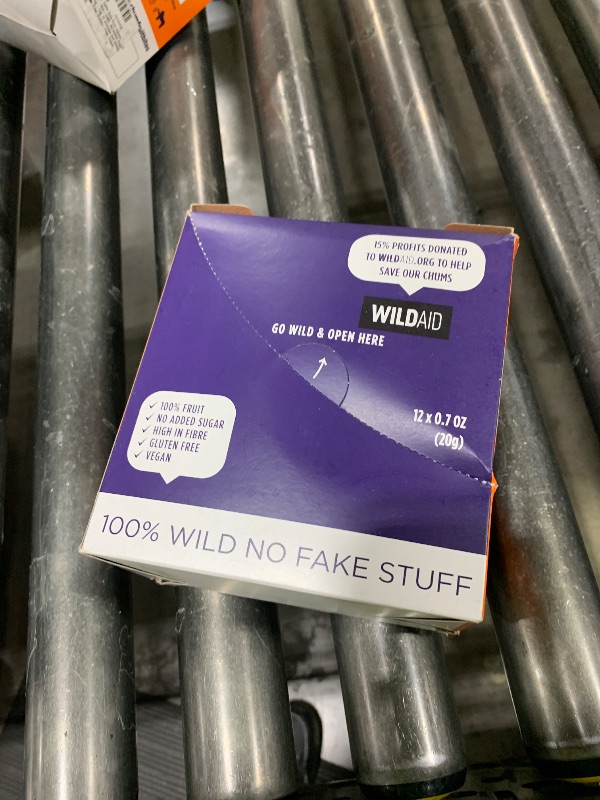 15% PROFITS DONATED
TO WILDAID.ORG TO HELP
SAVE OUR CHUMS
WILDAID
GO WILD & OPEN HERE
12 x 0.7 OZ
(20g)
✓ 100% FRUIT
✓ NO ADDED SUGAR
✓ HIGH IN FIBRE
✓ GLUTEN FREE
✓ VEGAN
100% WILD NO FAKE STUFF